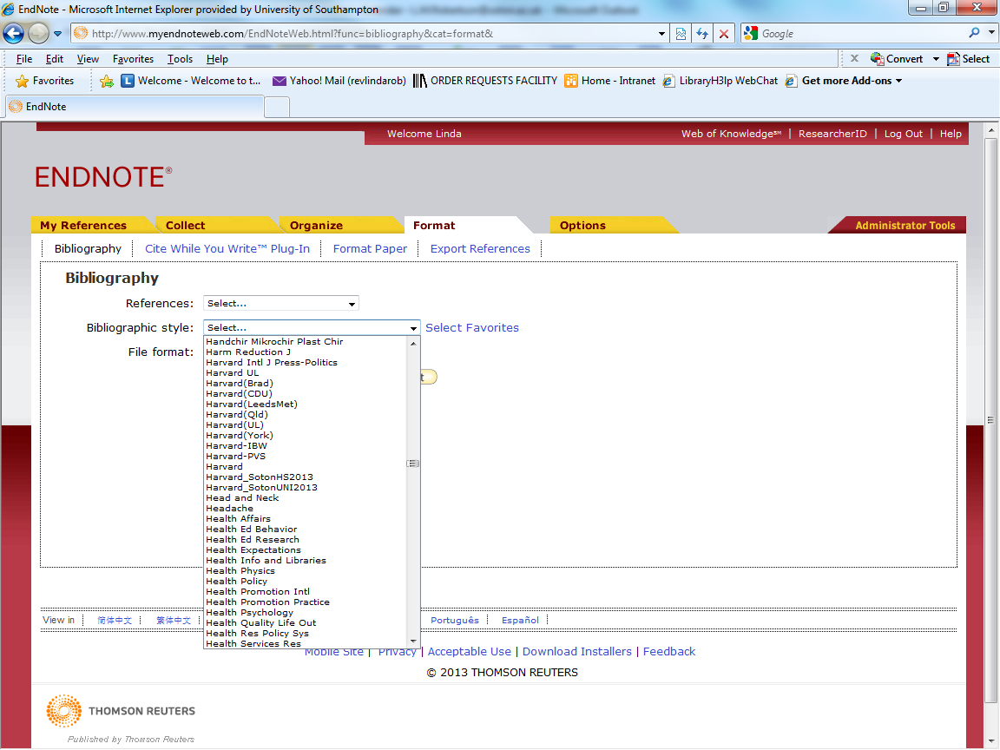 EndNote - Microsoft Internet Explorer provided by University of Southampton
http://www.myendnoteweb.com/EndNoteWeb.html?func=bibliography&cat=format&
Google
File Edit View Favorites Tools Help
Convert Select
Favorites Welcome - Welcome to t... Yahoo! Mail (revlindarob) ORDER REQUESTS FACILITY Home - Intranet LibraryH3lp WebChat Get more Add-ons
EndNote
Welcome Linda Web of Knowledge℠ | ResearcherID | Log Out | Help
ENDNOTE®
My References Collect Organize Format Options Administrator Tools
Bibliography Cite While You Write™ Plug-In Format Paper Export References
Bibliography
References: Select...
Bibliographic style: Select... Select Favorites
File format:
Handchir Mikrochir Plast Chir
Harm Reduction J
Harvard Intl J Press-Politics
Harvard UL
Harvard(Brad)
Harvard(CDU)
Harvard(LeedsMet)
Harvard(Qld)
Harvard(UL)
Harvard(York)
Harvard-IBW
Harvard-PVS
Harvard
Harvard_SotonHS2013
Harvard_SotonUNI2013
Head and Neck
Headache
Health Affairs
Health Ed Behavior
Health Ed Research
Health Expectations
Health Info and Libraries
Health Physics
Health Policy
Health Promotion Intl
Health Promotion Practice
Health Psychology
Health Quality Life Out
Health Res Policy Sys
Health Services Res
View in 简体中文 繁体中文 Português Español
Mobile Site | Privacy | Acceptable Use | Download Installers | Feedback
© 2013 THOMSON REUTERS
THOMSON REUTERS
Published by Thomson Reuters